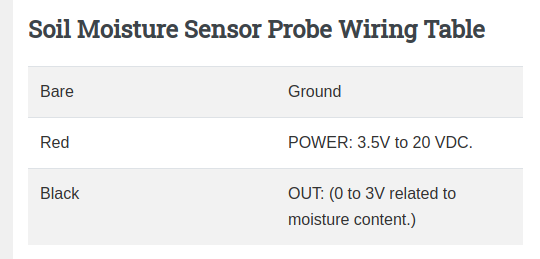 Soil Moisture Sensor Probe Wiring Table
Bare Ground
Red POWER: 3.5V to 20 VDC.
Black OUT: (0 to 3V related to
moisture content.)